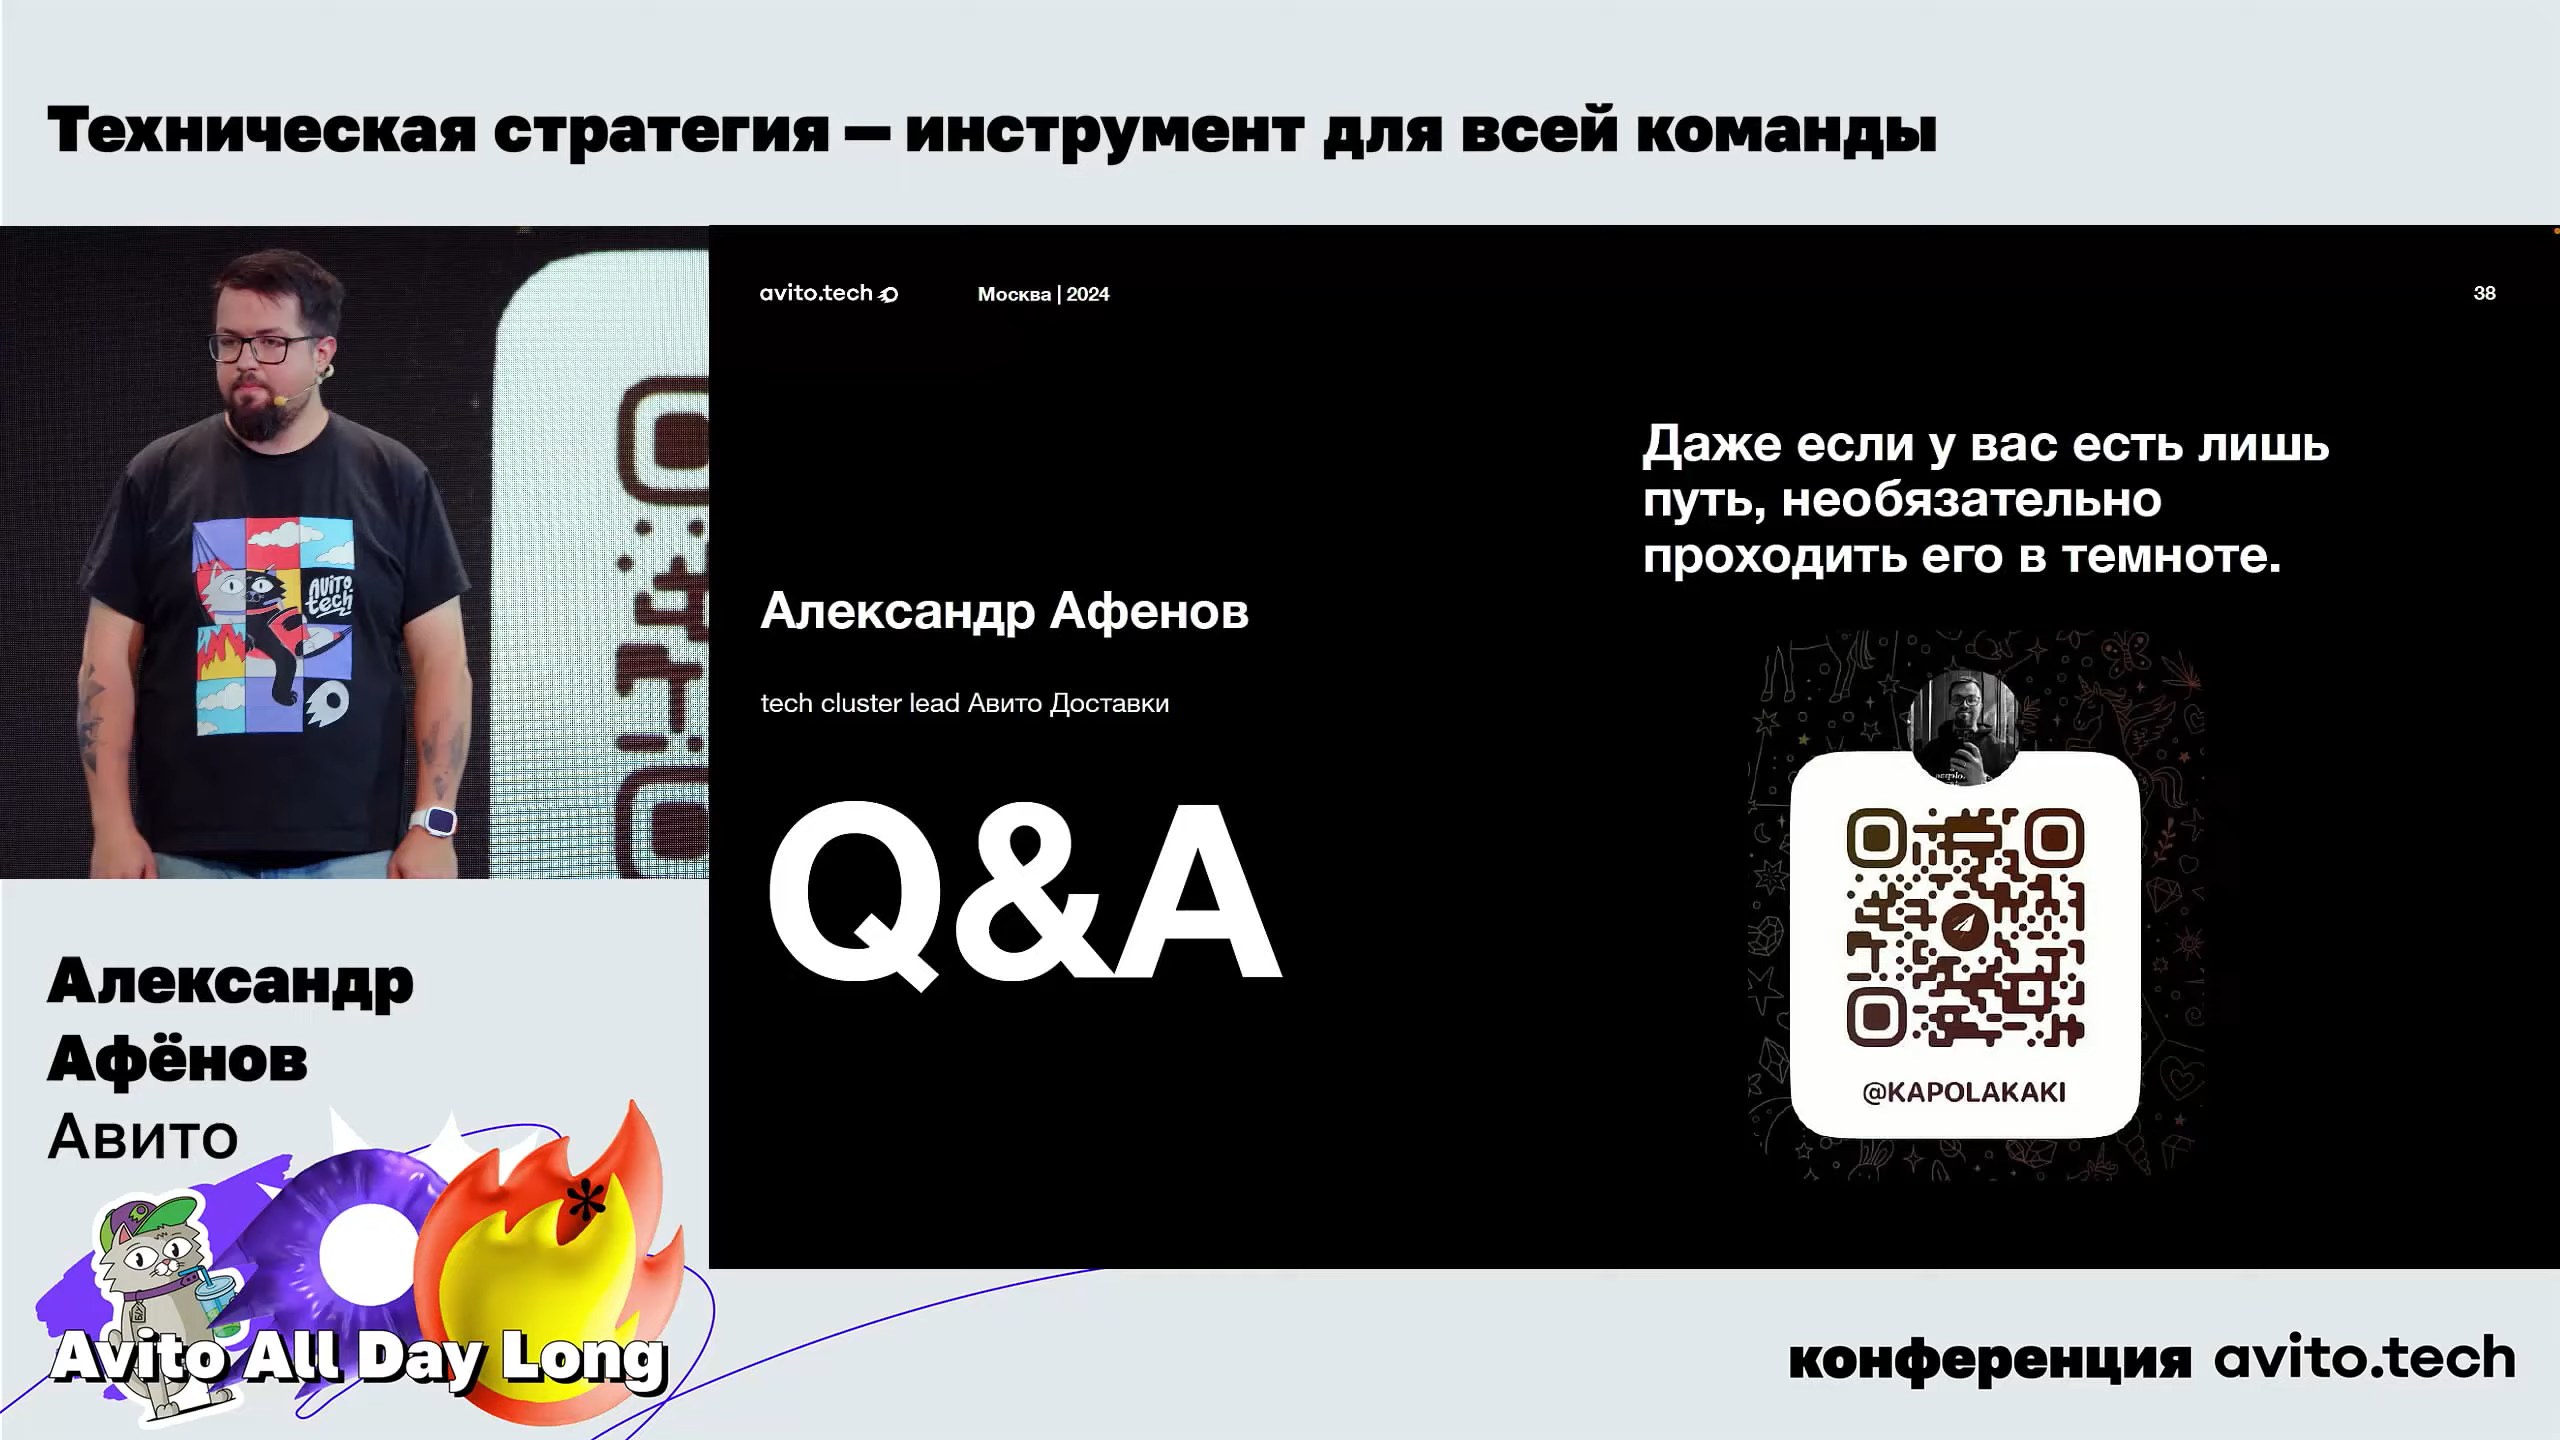 Техническая стратегия — инструмент для всей команды
avito.tech
Москва | 2024
38
Даже если у вас есть лишь
путь, необязательно
проходить его в темноте.
Александр Афенов
tech cluster lead Авито Доставки
Q&A
@KAPOLAKAKI
AVITO
tech
Александр
Афёнов
Авито
Avito All Day Long
конференция avito.tech